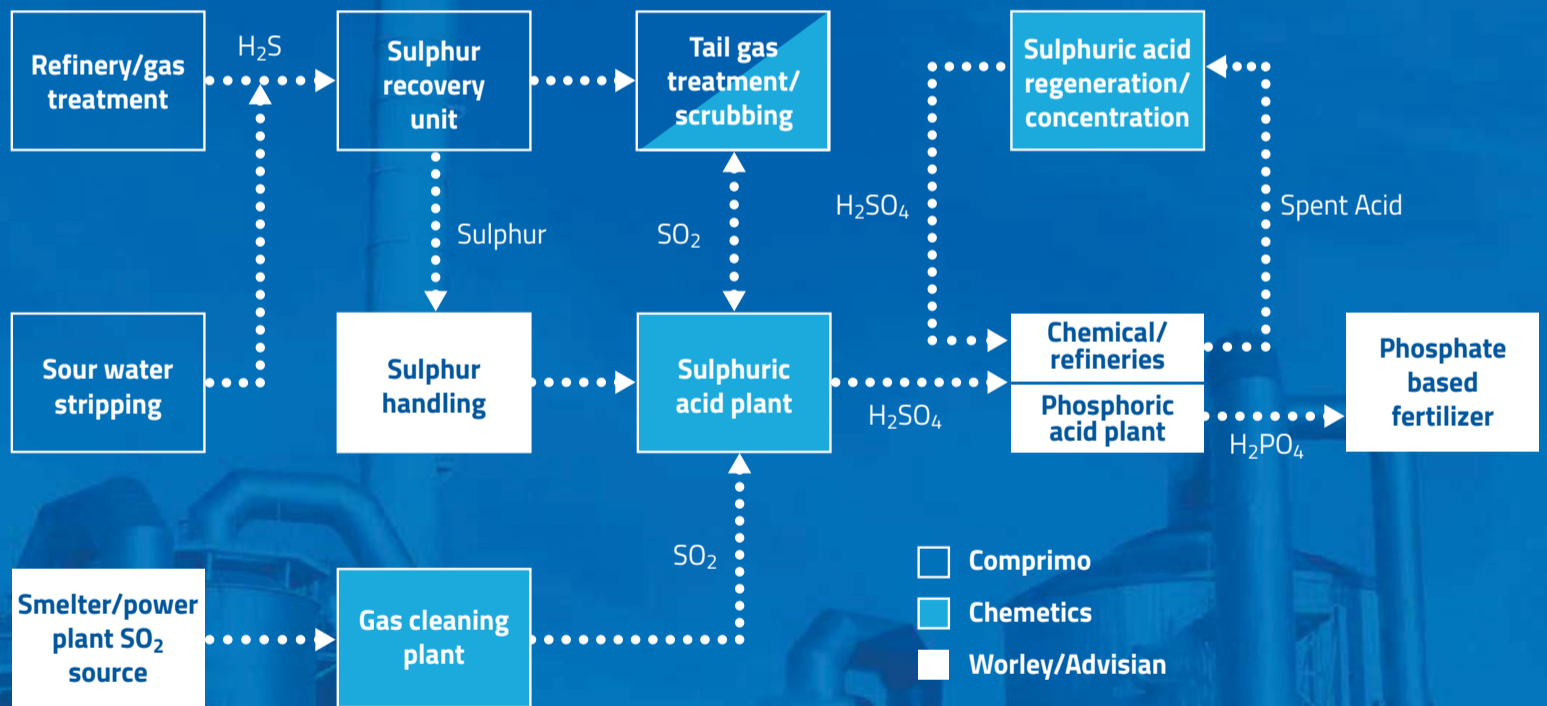 Refinery/gas
treatment
H₂S
Sulphur
recovery
unit
Tail gas
treatment/
scrubbing
Sulphuric acid
regeneration/
concentration
Sulphur
SO₂
H₂SO₄
Spent Acid
Sour water
stripping
Sulphur
handling
Sulphuric
acid plant
H₂SO₄
Chemical/
refineries
Phosphoric
acid plant
H₂PO₄
Phosphate
based
fertilizer
Smelter/power
plant SO₂
source
Gas cleaning
plant
SO₂
Comprimo
Chemetics
Worley/Advisian